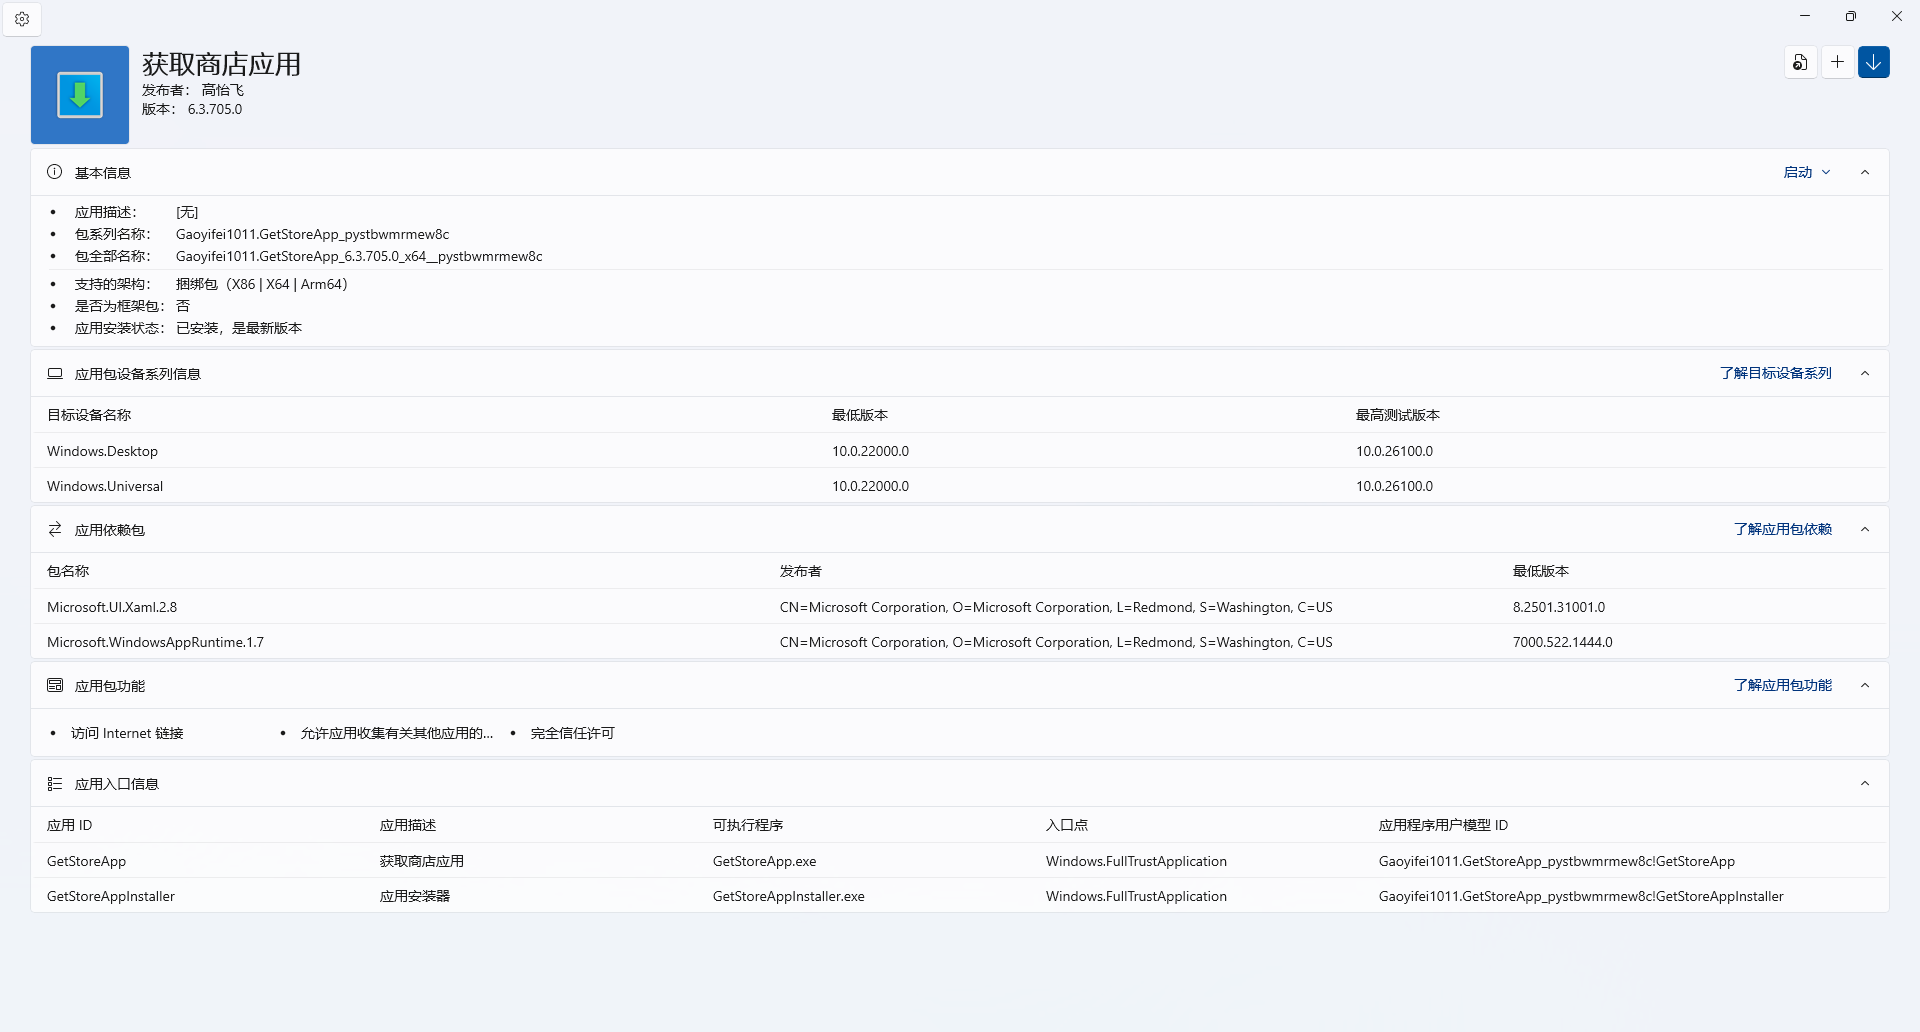 获取商店应用
发布者： 高怡飞
版本： 6.3.705.0
基本信息
启动
• 应用描述： [无]
• 包系列名称： Gaoyifei1011.GetStoreApp_pystbwmrmew8c
• 包全部名称： Gaoyifei1011.GetStoreApp_6.3.705.0_x64__pystbwmrmew8c
• 支持的架构： 捆绑包（X86 | X64 | Arm64）
• 是否为框架包： 否
• 应用安装状态： 已安装，是最新版本
应用包设备系列信息
了解目标设备系列
目标设备名称 最低版本 最高测试版本
Windows.Desktop 10.0.22000.0 10.0.26100.0
Windows.Universal 10.0.22000.0 10.0.26100.0
应用依赖包
了解应用包依赖
包名称 发布者 最低版本
Microsoft.UI.Xaml.2.8 CN=Microsoft Corporation, O=Microsoft Corporation, L=Redmond, S=Washington, C=US 8.2501.31001.0
Microsoft.WindowsAppRuntime.1.7 CN=Microsoft Corporation, O=Microsoft Corporation, L=Redmond, S=Washington, C=US 7000.522.1444.0
应用包功能
了解应用包功能
• 访问 Internet 链接 • 允许应用收集有关其他应用的... • 完全信任许可
应用入口信息
应用 ID 应用描述 可执行程序 入口点 应用程序用户模型 ID
GetStoreApp 获取商店应用 GetStoreApp.exe Windows.FullTrustApplication Gaoyifei1011.GetStoreApp_pystbwmrmew8c!GetStoreApp
GetStoreAppInstaller 应用安装器 GetStoreAppInstaller.exe Windows.FullTrustApplication Gaoyifei1011.GetStoreApp_pystbwmrmew8c!GetStoreAppInstaller